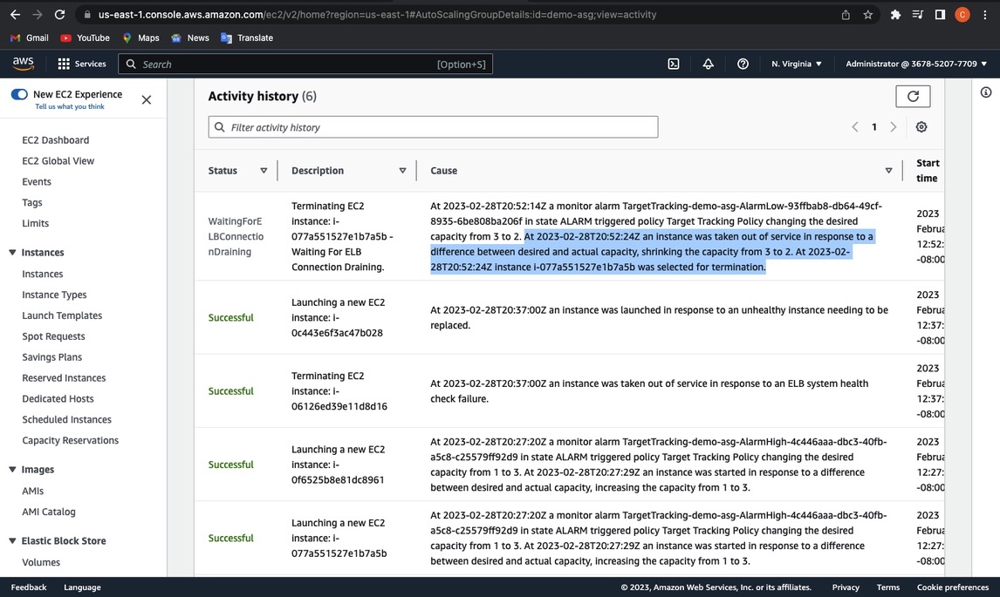 us-east-1.console.aws.amazon.com/ec2/v2/home?region=us-east-1#AutoScalingGroupDetails:id=demo-asg;view=activity
C
Gmail
YouTube
Maps
News
Translate
aws
Services
Search
[Option+S]
N. Virginia
Administrator @ 3678-5207-7709
New EC2 Experience
Tell us what you think
EC2 Dashboard
EC2 Global View
Events
Tags
Limits
Instances
Instances
Instance Types
Launch Templates
Spot Requests
Savings Plans
Reserved Instances
Dedicated Hosts
Scheduled Instances
Capacity Reservations
Images
AMIs
AMI Catalog
Elastic Block Store
Volumes
Activity history (6)
Filter activity history
1
Status
Description
Cause
Start
time
WaitingForE
LBConnectio
nDraining
Terminating EC2
instance: i-
077a551527e1b7a5b -
Waiting For ELB
Connection Draining.
At 2023-02-28T20:52:14Z a monitor alarm TargetTracking-demo-asg-AlarmLow-93ffbab8-db64-49cf-
8935-6be808ba206f in state ALARM triggered policy Target Tracking Policy changing the desired
capacity from 3 to 2. At 2023-02-28T20:52:24Z an instance was taken out of service in response to a
difference between desired and actual capacity, shrinking the capacity from 3 to 2. At 2023-02-
28T20:52:24Z instance i-077a551527e1b7a5b was selected for termination.
2023
Februa
12:52:
-08:00
Successful
Launching a new EC2
instance: i-
0c443e6f3ac47b028
At 2023-02-28T20:37:00Z an instance was launched in response to an unhealthy instance needing to be
replaced.
2023
Februa
12:37:
-08:00
Successful
Terminating EC2
instance: i-
06126ed39e11d8d16
At 2023-02-28T20:37:00Z an instance was taken out of service in response to an ELB system health
check failure.
2023
Februa
12:37:
-08:00
Successful
Launching a new EC2
instance: i-
0f6525b8e81dc8961
At 2023-02-28T20:27:20Z a monitor alarm TargetTracking-demo-asg-AlarmHigh-4c446aaa-dbc3-40fb-
a5c8-c25579ff92d9 in state ALARM triggered policy Target Tracking Policy changing the desired
capacity from 1 to 3. At 2023-02-28T20:27:29Z an instance was started in response to a difference
between desired and actual capacity, increasing the capacity from 1 to 3.
2023
Februa
12:27:
-08:00
Successful
Launching a new EC2
instance: i-
077a551527e1b7a5b
At 2023-02-28T20:27:20Z a monitor alarm TargetTracking-demo-asg-AlarmHigh-4c446aaa-dbc3-40fb-
a5c8-c25579ff92d9 in state ALARM triggered policy Target Tracking Policy changing the desired
capacity from 1 to 3. At 2023-02-28T20:27:29Z an instance was started in response to a difference
between desired and actual capacity, increasing the capacity from 1 to 3.
2023
Februa
12:27:
-08:00
Feedback
Language
© 2023, Amazon Web Services, Inc. or its affiliates.
Privacy
Terms
Cookie preferences